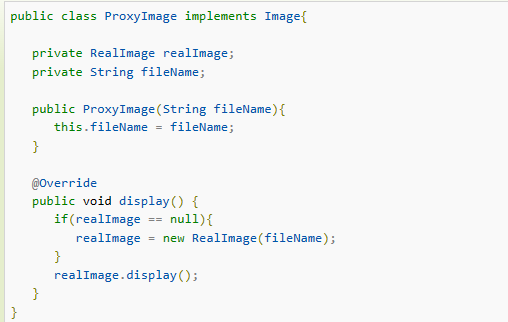 public class ProxyImage implements Image{
private RealImage realImage;
private String fileName;
public ProxyImage(String fileName){
this.fileName = fileName;
}
@Override
public void display() {
if(realImage == null){
realImage = new RealImage(fileName);
}
realImage.display();
}
}